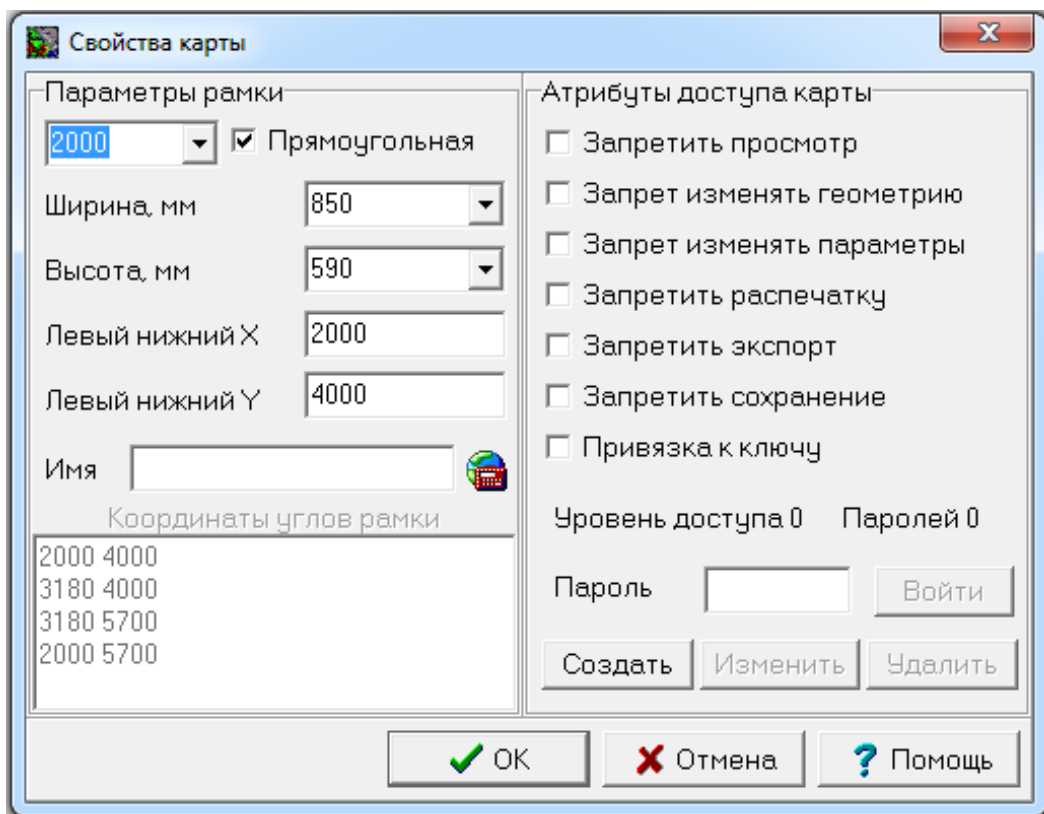 Свойства карты
Параметры рамки
2000 Прямоугольная
Ширина, мм 850
Высота, мм 590
Левый нижний X 2000
Левый нижний Y 4000
Имя
Координаты углов рамки
2000 4000
3180 4000
3180 5700
2000 5700
Атрибуты доступа карты
Запретить просмотр
Запрет изменять геометрию
Запрет изменять параметры
Запретить распечатку
Запретить экспорт
Запретить сохранение
Привязка к ключу
Уровень доступа 0 Паролей 0
Пароль Войти
Создать Изменить Удалить
OK Отмена Помощь